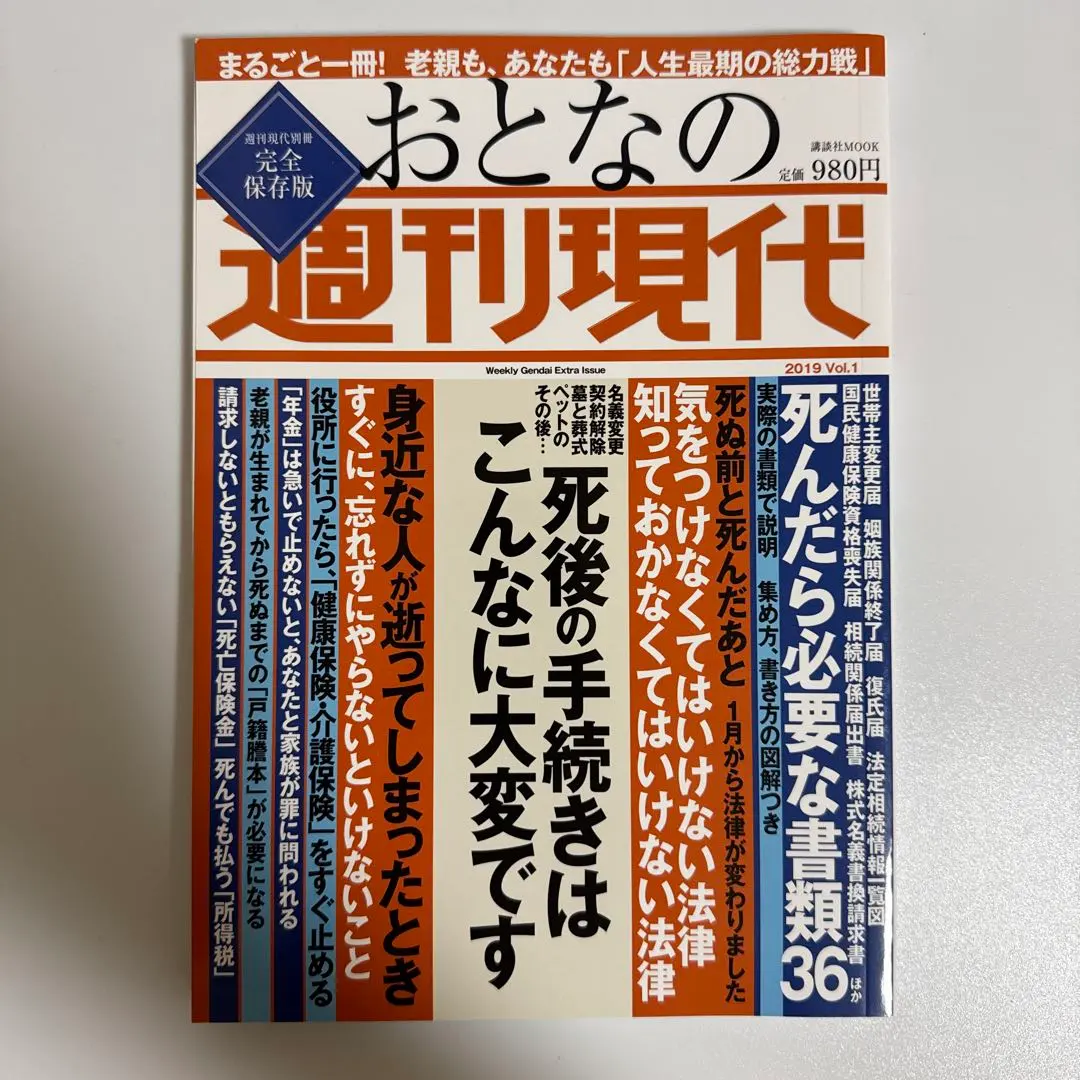 まるごと一冊! 老親も、あなたも「人生最期の総力戦」
週刊現代別冊
完全
保存版
おとなの
講談社MOOK
定価 980円
週刊現代
Weekly Gendai Extra Issue
2019 Vol.1
世帯主変更届 姻族関係終了届 復氏届 法定相続情報一覧図
国民健康保険資格喪失届 相続関係届出書 株式名義書換請求書 ほか
死んだら必要な書類36
実際の書類で説明 集め方、書き方の図解つき
死ぬ前と死んだあと 1月から法律が変わりました
気をつけなくてはいけない法律
知っておかなくてはいけない法律
名義変更
契約解除
墓と葬式
ペットの
その後…
死後の手続きは
こんなに大変です
身近な人が逝ってしまったとき
すぐに、忘れずにやらないといけないこと
役所に行ったら、「健康保険・介護保険」をすぐ止める
「年金」は急いで止めないと、あなたと家族が罪に問われる
老親が生まれてから死ぬまでの「戸籍謄本」が必要になる
請求しないともらえない「死亡保険金」 死んでも払う「所得税」